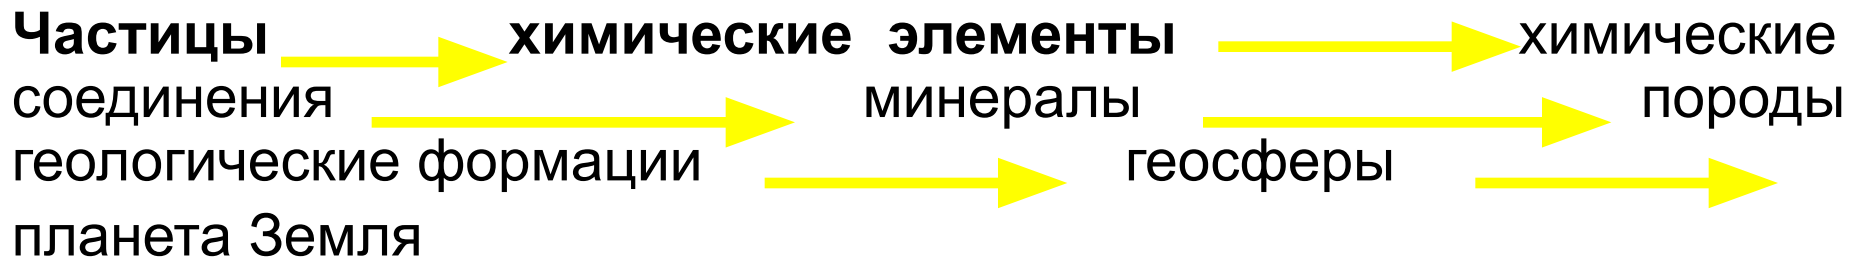 Частицы химические элементы химические
соединения минералы породы
геологические формации геосферы
планета Земля